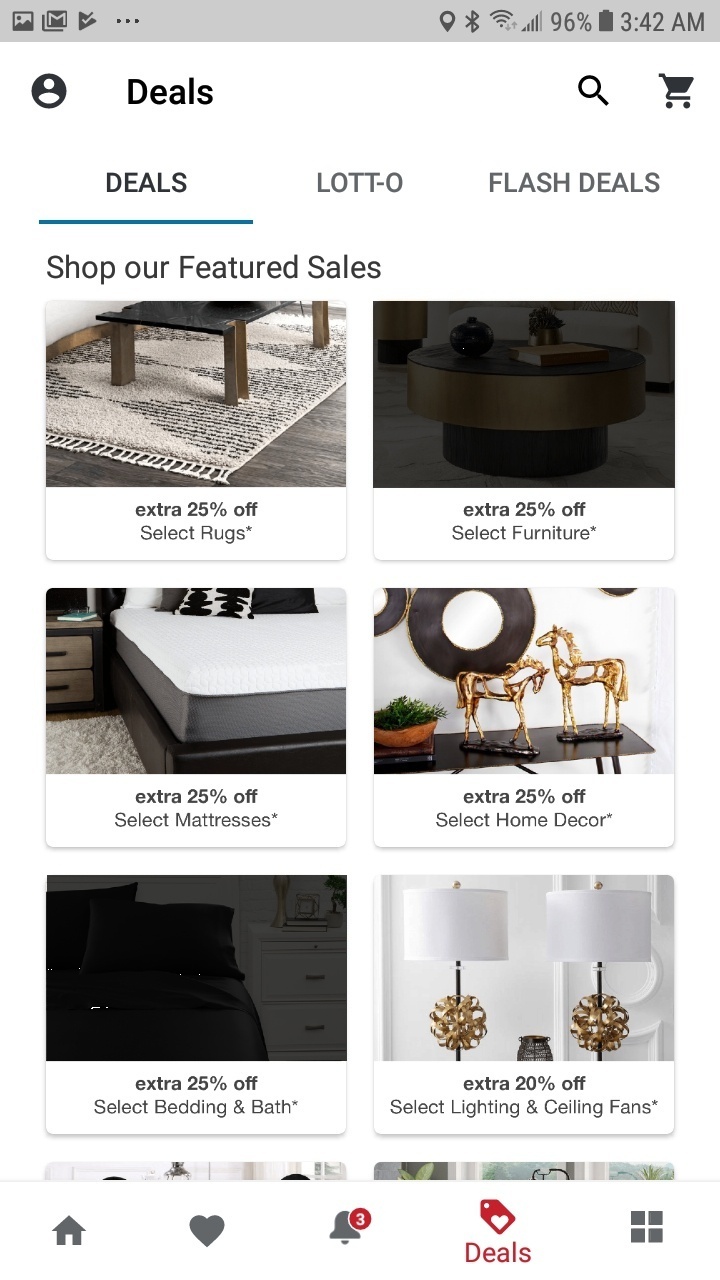 96% 3:42 AM
Deals
DEALS LOTT-O FLASH DEALS
Shop our Featured Sales
extra 25% off
Select Rugs*
extra 25% off
Select Furniture*
extra 25% off
Select Mattresses*
extra 25% off
Select Home Decor*
extra 25% off
Select Bedding & Bath*
extra 20% off
Select Lighting & Ceiling Fans*
3
Deals